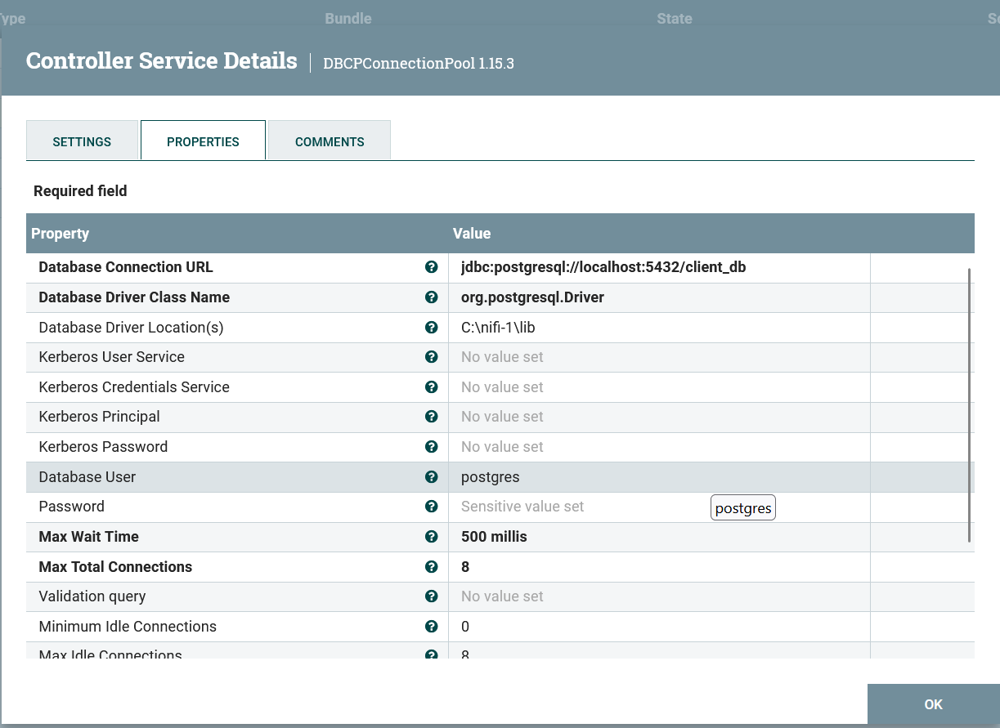 Bundle State
Controller Service Details DBCPConnectionPool 1.15.3
SETTINGS PROPERTIES COMMENTS
Required field
Property Value
Database Connection URL ? jdbc:postgresql://localhost:5432/client_db
Database Driver Class Name ? org.postgresql.Driver
Database Driver Location(s) ? C:\nifi-1\lib
Kerberos User Service ? No value set
Kerberos Credentials Service ? No value set
Kerberos Principal ? No value set
Kerberos Password ? No value set
Database User ? postgres
Password ? Sensitive value set postgres
Max Wait Time ? 500 millis
Max Total Connections ? 8
Validation query ? No value set
Minimum Idle Connections ? 0
Max Idle Connections ? 8
OK